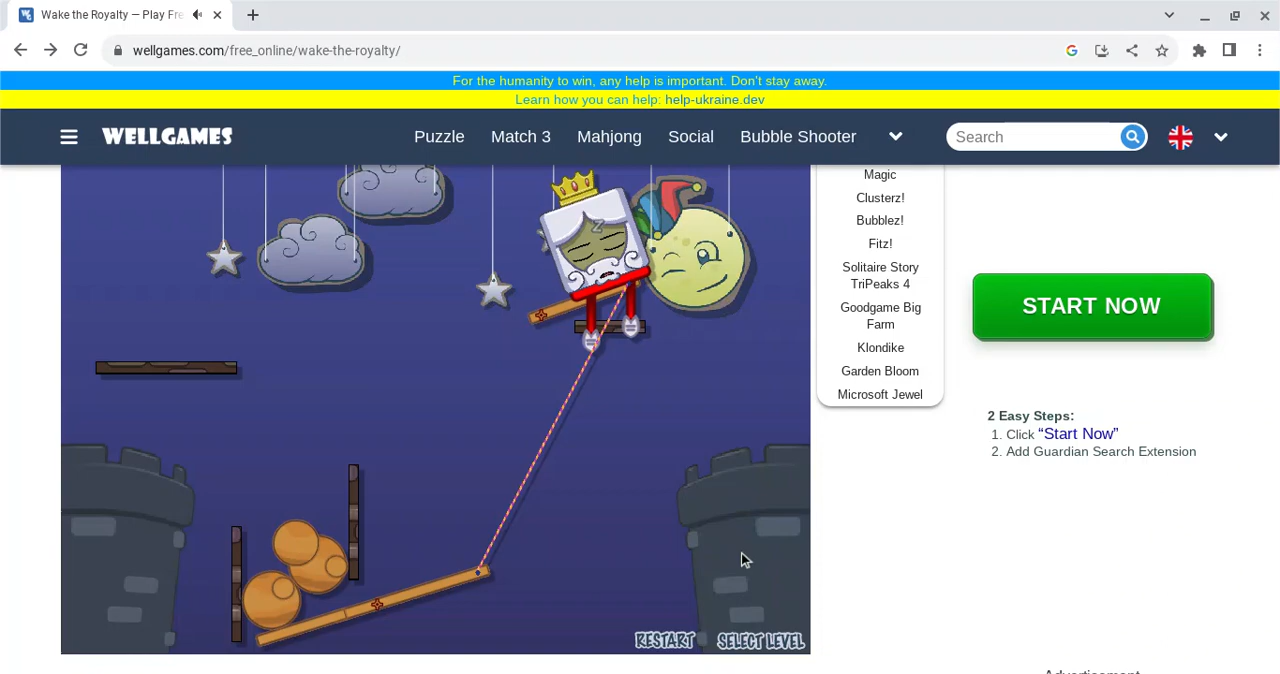 Wake the Royalty — Play Fre
wellgames.com/free_online/wake-the-royalty/
For the humanity to win, any help is important. Don't stay away.
Learn how you can help: help-ukraine.dev
WELLGAMES
Puzzle
Match 3
Mahjong
Social
Bubble Shooter
Search
Magic
Clusterz!
Bubblez!
Fitz!
Solitaire Story
TriPeaks 4
Goodgame Big
Farm
Klondike
Garden Bloom
Microsoft Jewel
START NOW
2 Easy Steps:
1. Click "Start Now"
2. Add Guardian Search Extension
Z
RESTART
SELECT LEVEL